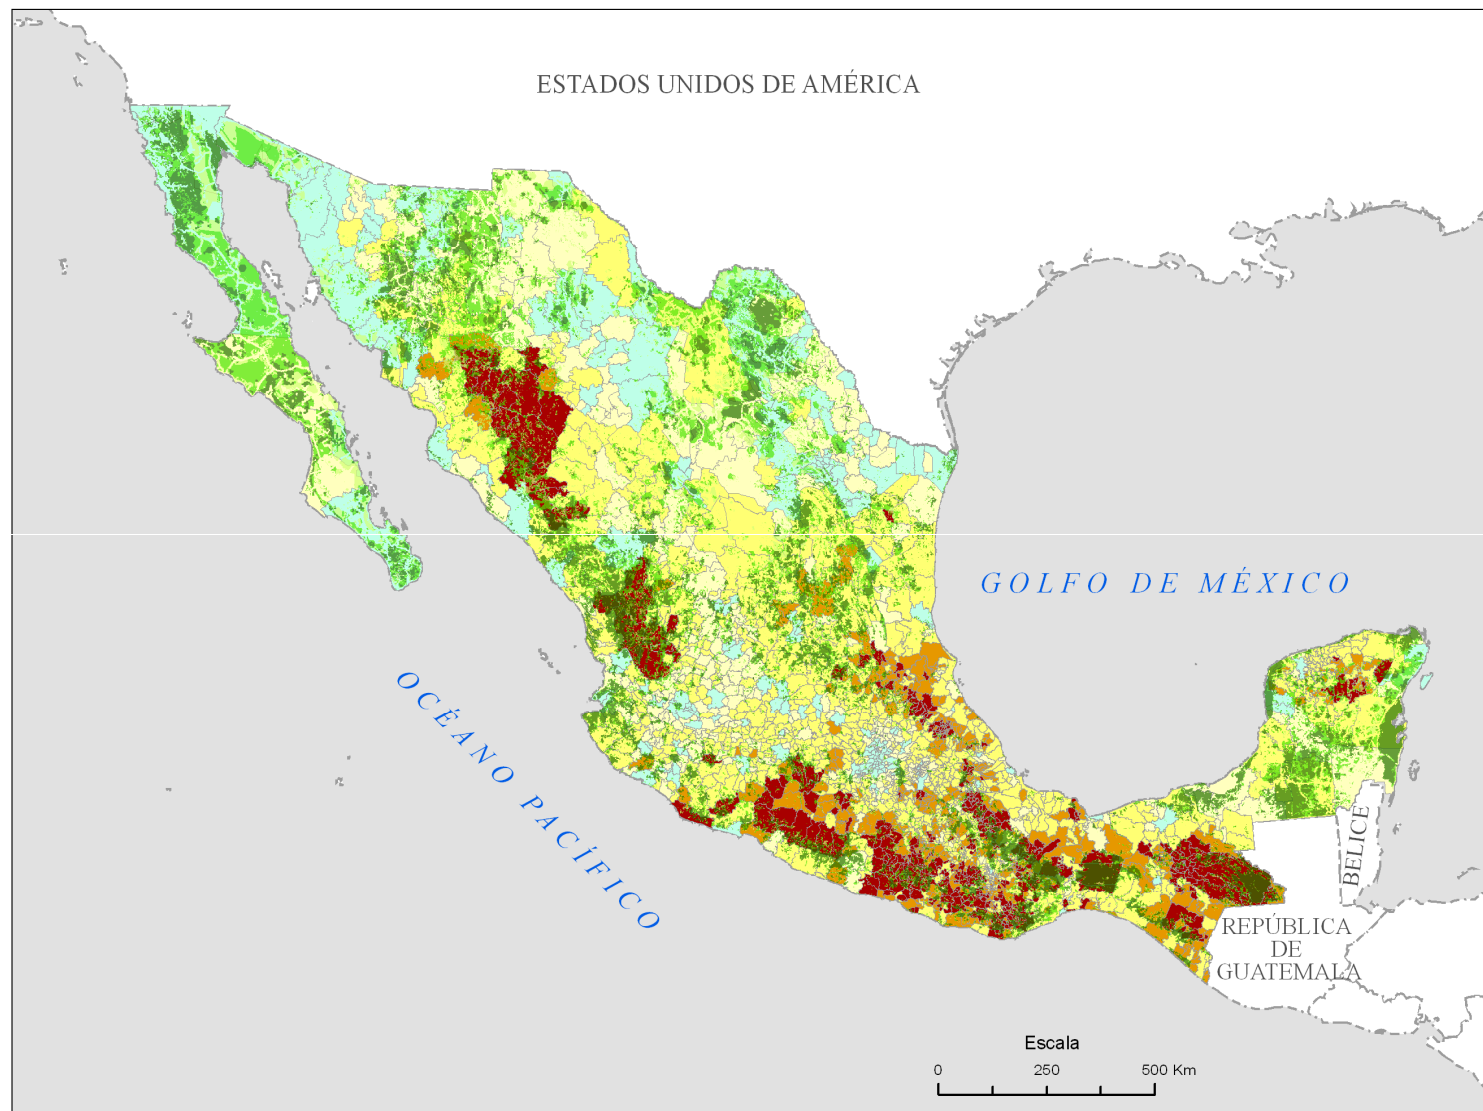 ESTADOS UNIDOS DE AMÉRICA
GOLFO DE MÉXICO
OCÉANO PACÍFICO
BELICE
REPÚBLICA
DE
GUATEMALA
Escala
0 250 500 Km